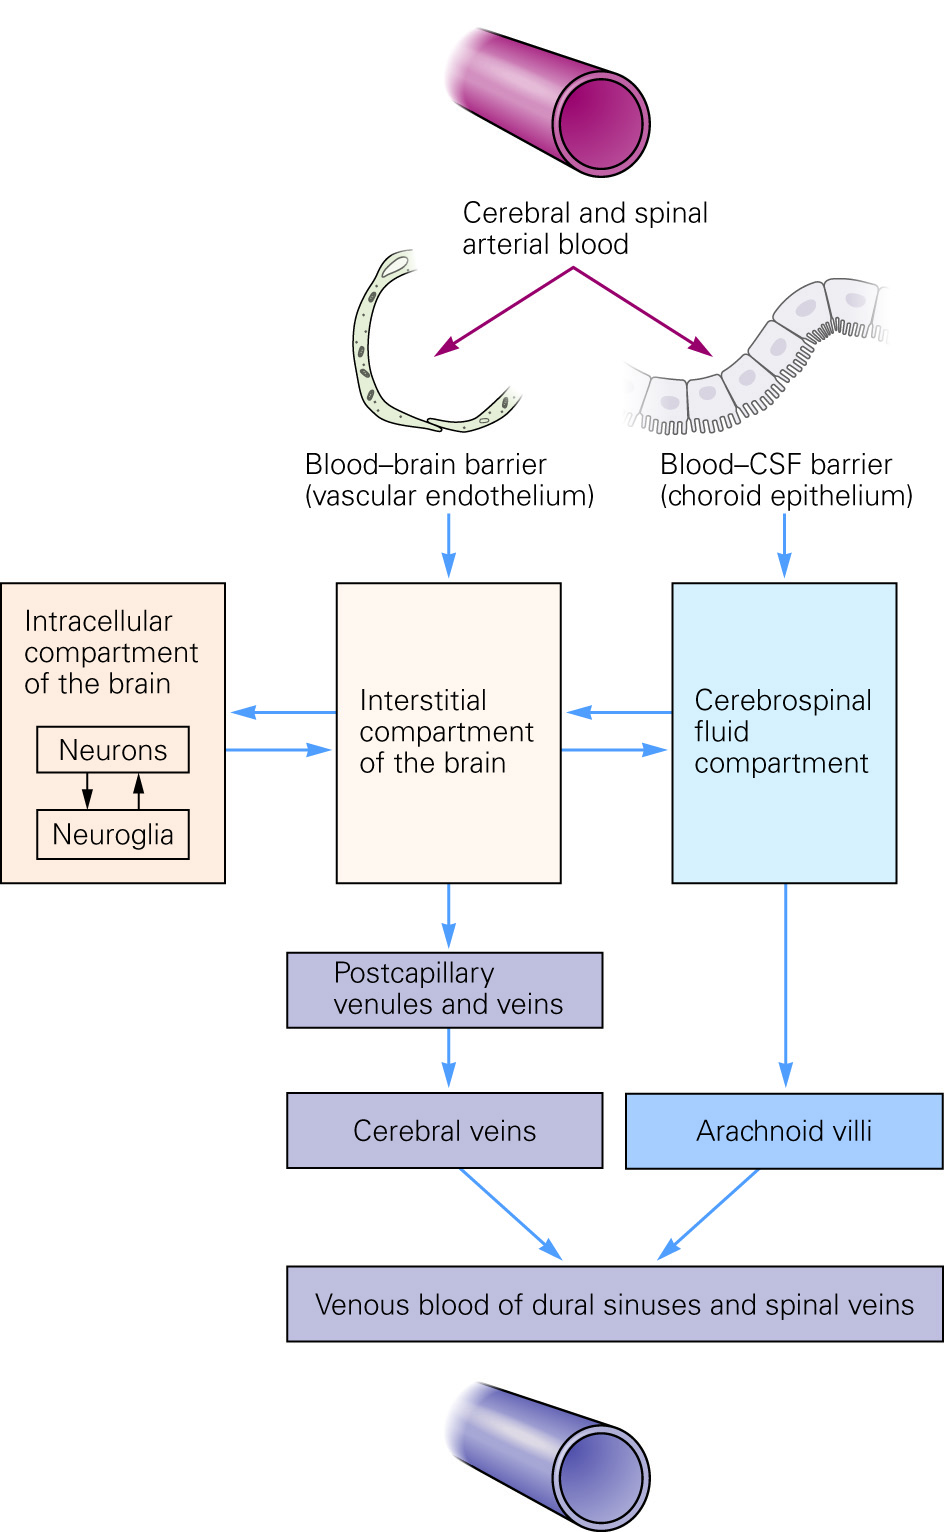 Cerebral and spinal
arterial blood
Blood–brain barrier
(vascular endothelium)
Blood–CSF barrier
(choroid epithelium)
Intracellular
compartment
of the brain
Neurons
Neuroglia
Interstitial
compartment
of the brain
Cerebrospinal
fluid
compartment
Postcapillary
venules and veins
Cerebral veins
Arachnoid villi
Venous blood of dural sinuses and spinal veins